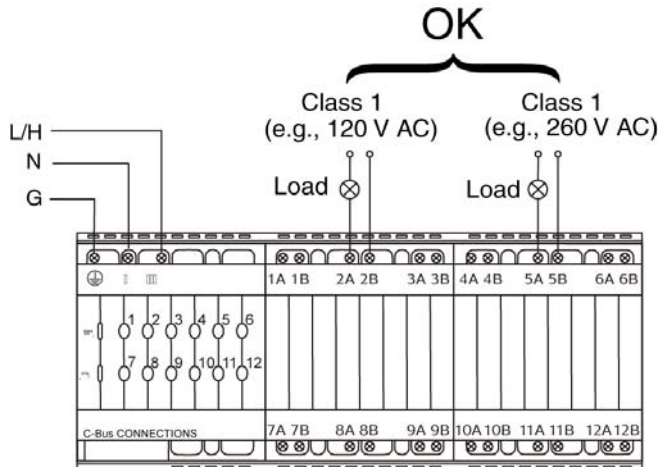 OK
Class 1
(e.g., 120 V AC)
Class 1
(e.g., 260 V AC)
L/H
N
G
Load
Load
1A 1B 2A 2B 3A 3B 4A 4B 5A 5B 6A 6B
1 2 3 4 5 6
7 8 9 10 11 12
C-Bus CONNECTIONS
7A 7B 8A 8B 9A 9B 10A 10B 11A 11B 12A 12B